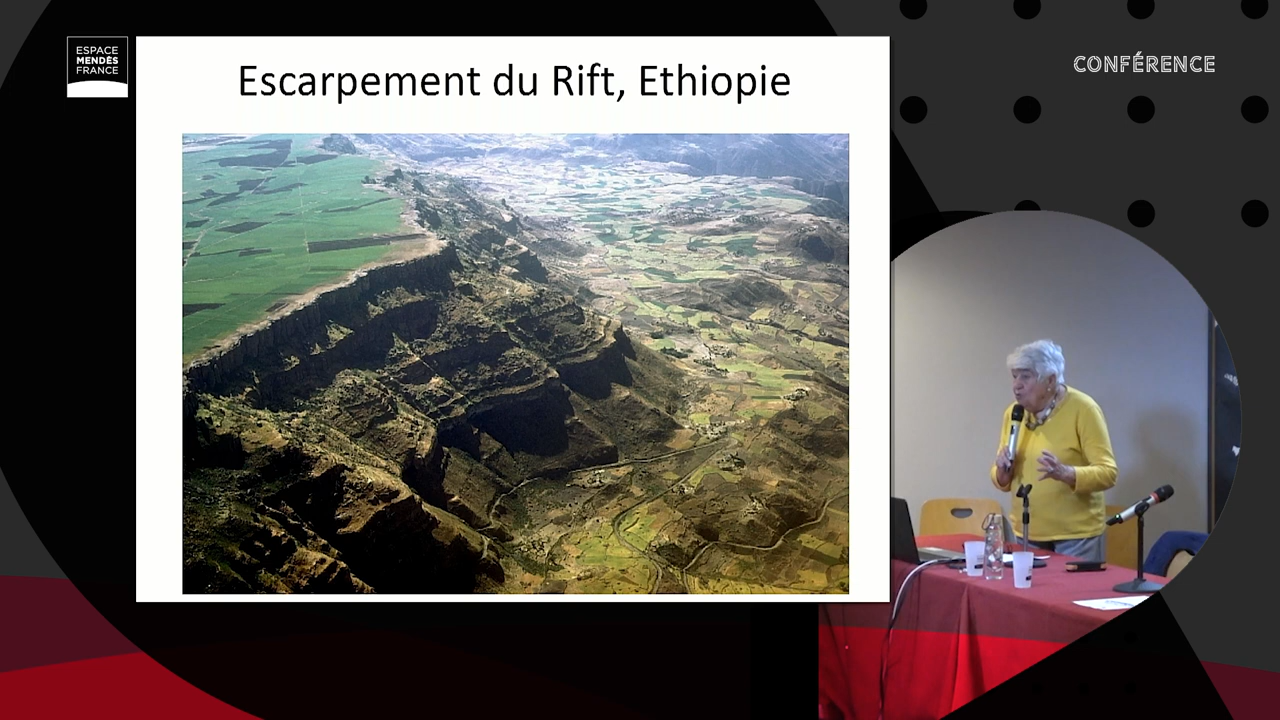 ESPACE
MENDÈS
FRANCE
Escarpement du Rift, Ethiopie
CONFÉRENCE